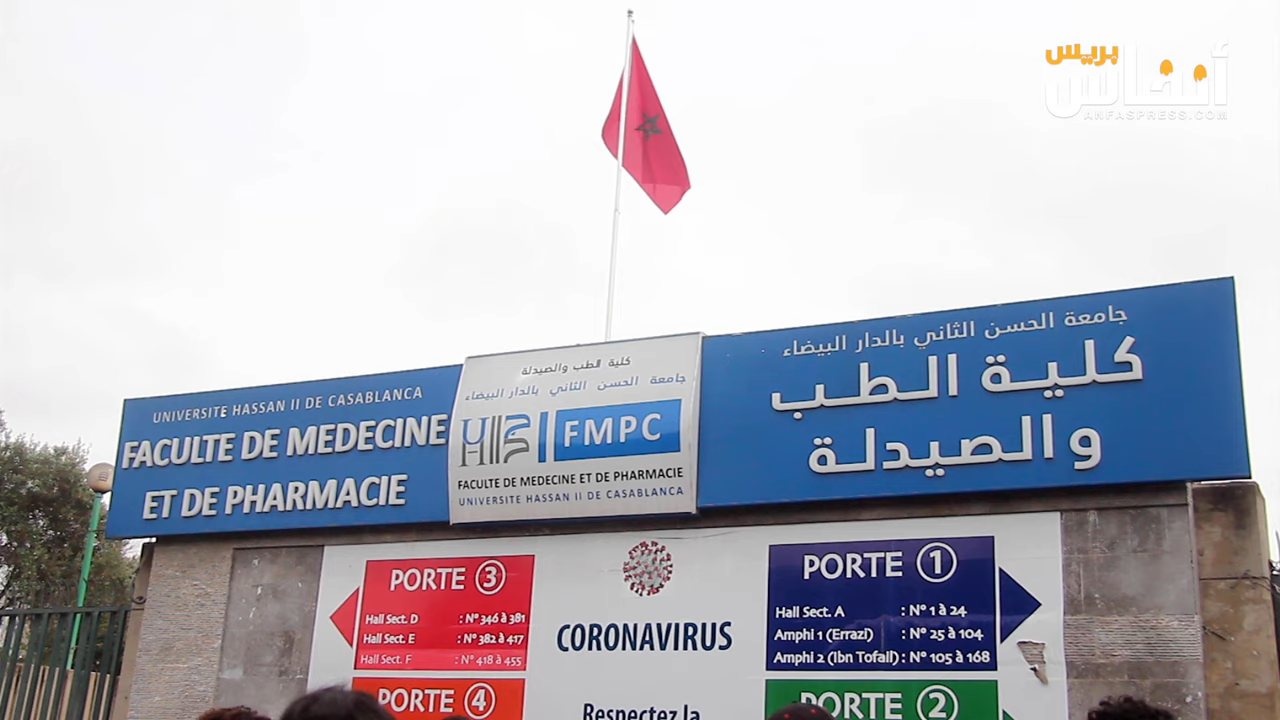 بريس
أنفاس
ANFASPRESS.COM
UNIVERSITE HASSAN II DE CASABLANCA
FACULTE DE MEDECINE
ET DE PHARMACIE
كلية الطب والصيدلة
جامعة الحسن الثاني بالدار البيضاء
UH2C
FMPC
FACULTE DE MEDECINE ET DE PHARMACIE
UNIVERSITE HASSAN II DE CASABLANCA
جامعة الحسن الثاني بالدار البيضاء
كلية الطب
والصيدلة
PORTE 3
Hall Sect. D : N° 346 à 381
Hall Sect. E : N° 382 à 417
Hall Sect. F : N° 418 à 455
PORTE 4
CORONAVIRUS
Respectez la
PORTE 1
Hall Sect. A : N° 1 à 24
Amphi 1 (Errazi) : N° 25 à 104
Amphi 2 (Ibn Tofail) : N° 105 à 168
PORTE 2